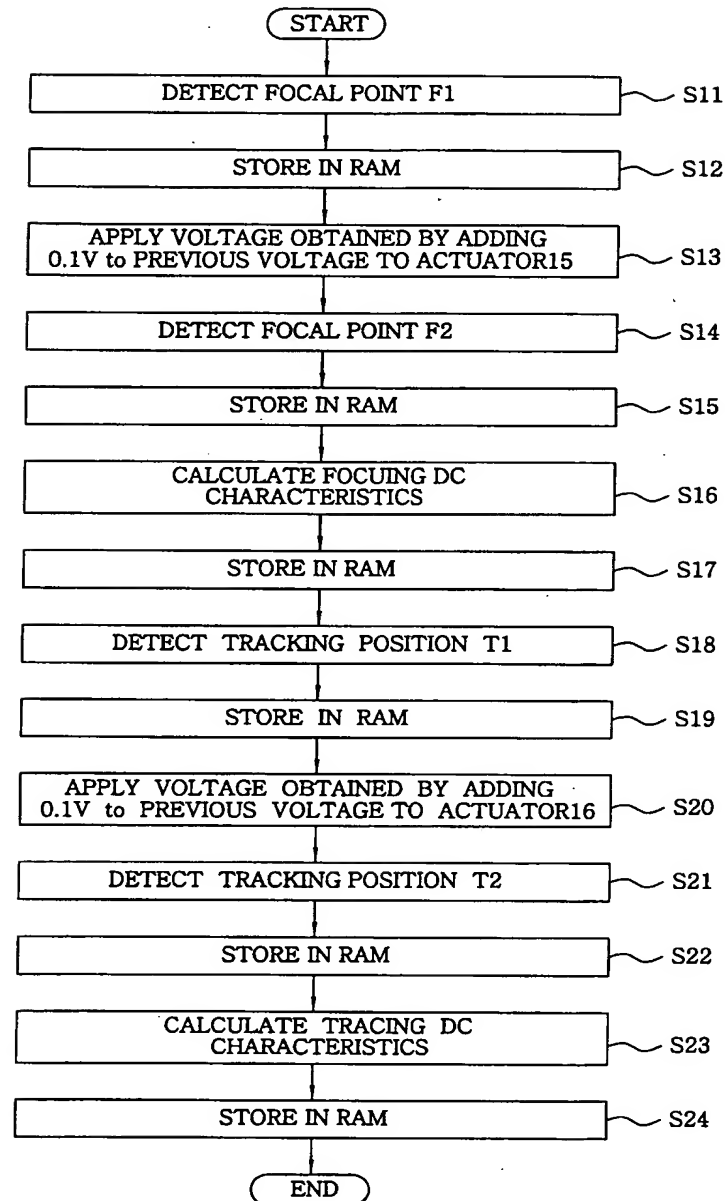 START
DETECT FOCAL POINT F1
S11
STORE IN RAM
S12
APPLY VOLTAGE OBTAINED BY ADDING
0.1V to PREVIOUS VOLTAGE TO ACTUATOR15
S13
DETECT FOCAL POINT F2
S14
STORE IN RAM
S15
CALCULATE FOCUING DC
CHARACTERISTICS
S16
STORE IN RAM
S17
DETECT TRACKING POSITION T1
S18
STORE IN RAM
S19
APPLY VOLTAGE OBTAINED BY ADDING
0.1V to PREVIOUS VOLTAGE TO ACTUATOR16
S20
DETECT TRACKING POSITION T2
S21
STORE IN RAM
S22
CALCULATE TRACING DC
CHARACTERISTICS
S23
STORE IN RAM
S24
END